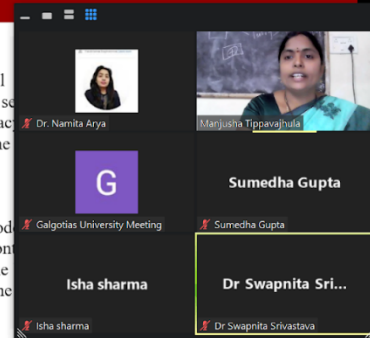 Dr. Namita Arya
Manjusha Tippavajhula
G
Galgotias University Meeting
Sumedha Gupta
Sumedha Gupta
Isha sharma
Isha sharma
Dr Swapnita Sri...
Dr Swapnita Srivastava